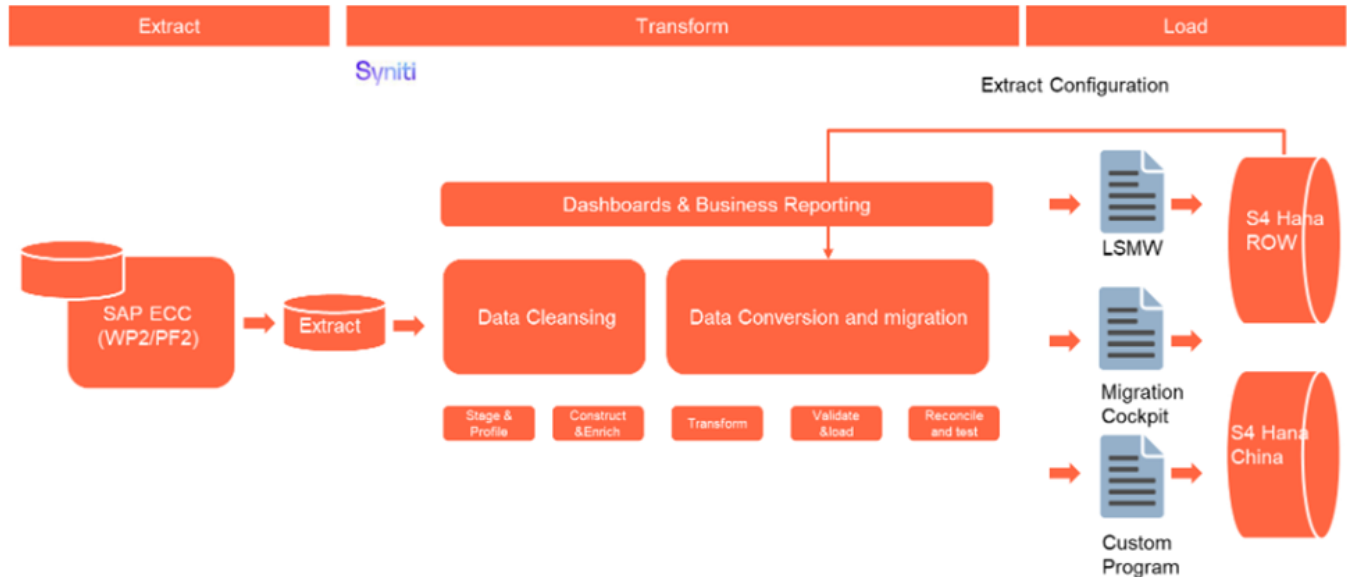 Extract
Transform
Load
Syniti
Extract Configuration
Dashboards & Business Reporting
LSMW
S4 Hana
ROW
SAP ECC
(WP2/PF2)
Extract
Data Cleansing
Data Conversion and migration
Migration
Cockpit
Stage &
Profile
Construct
&Enrich
Transform
Validate
&load
Reconcile
and test
S4 Hana
China
Custom
Program